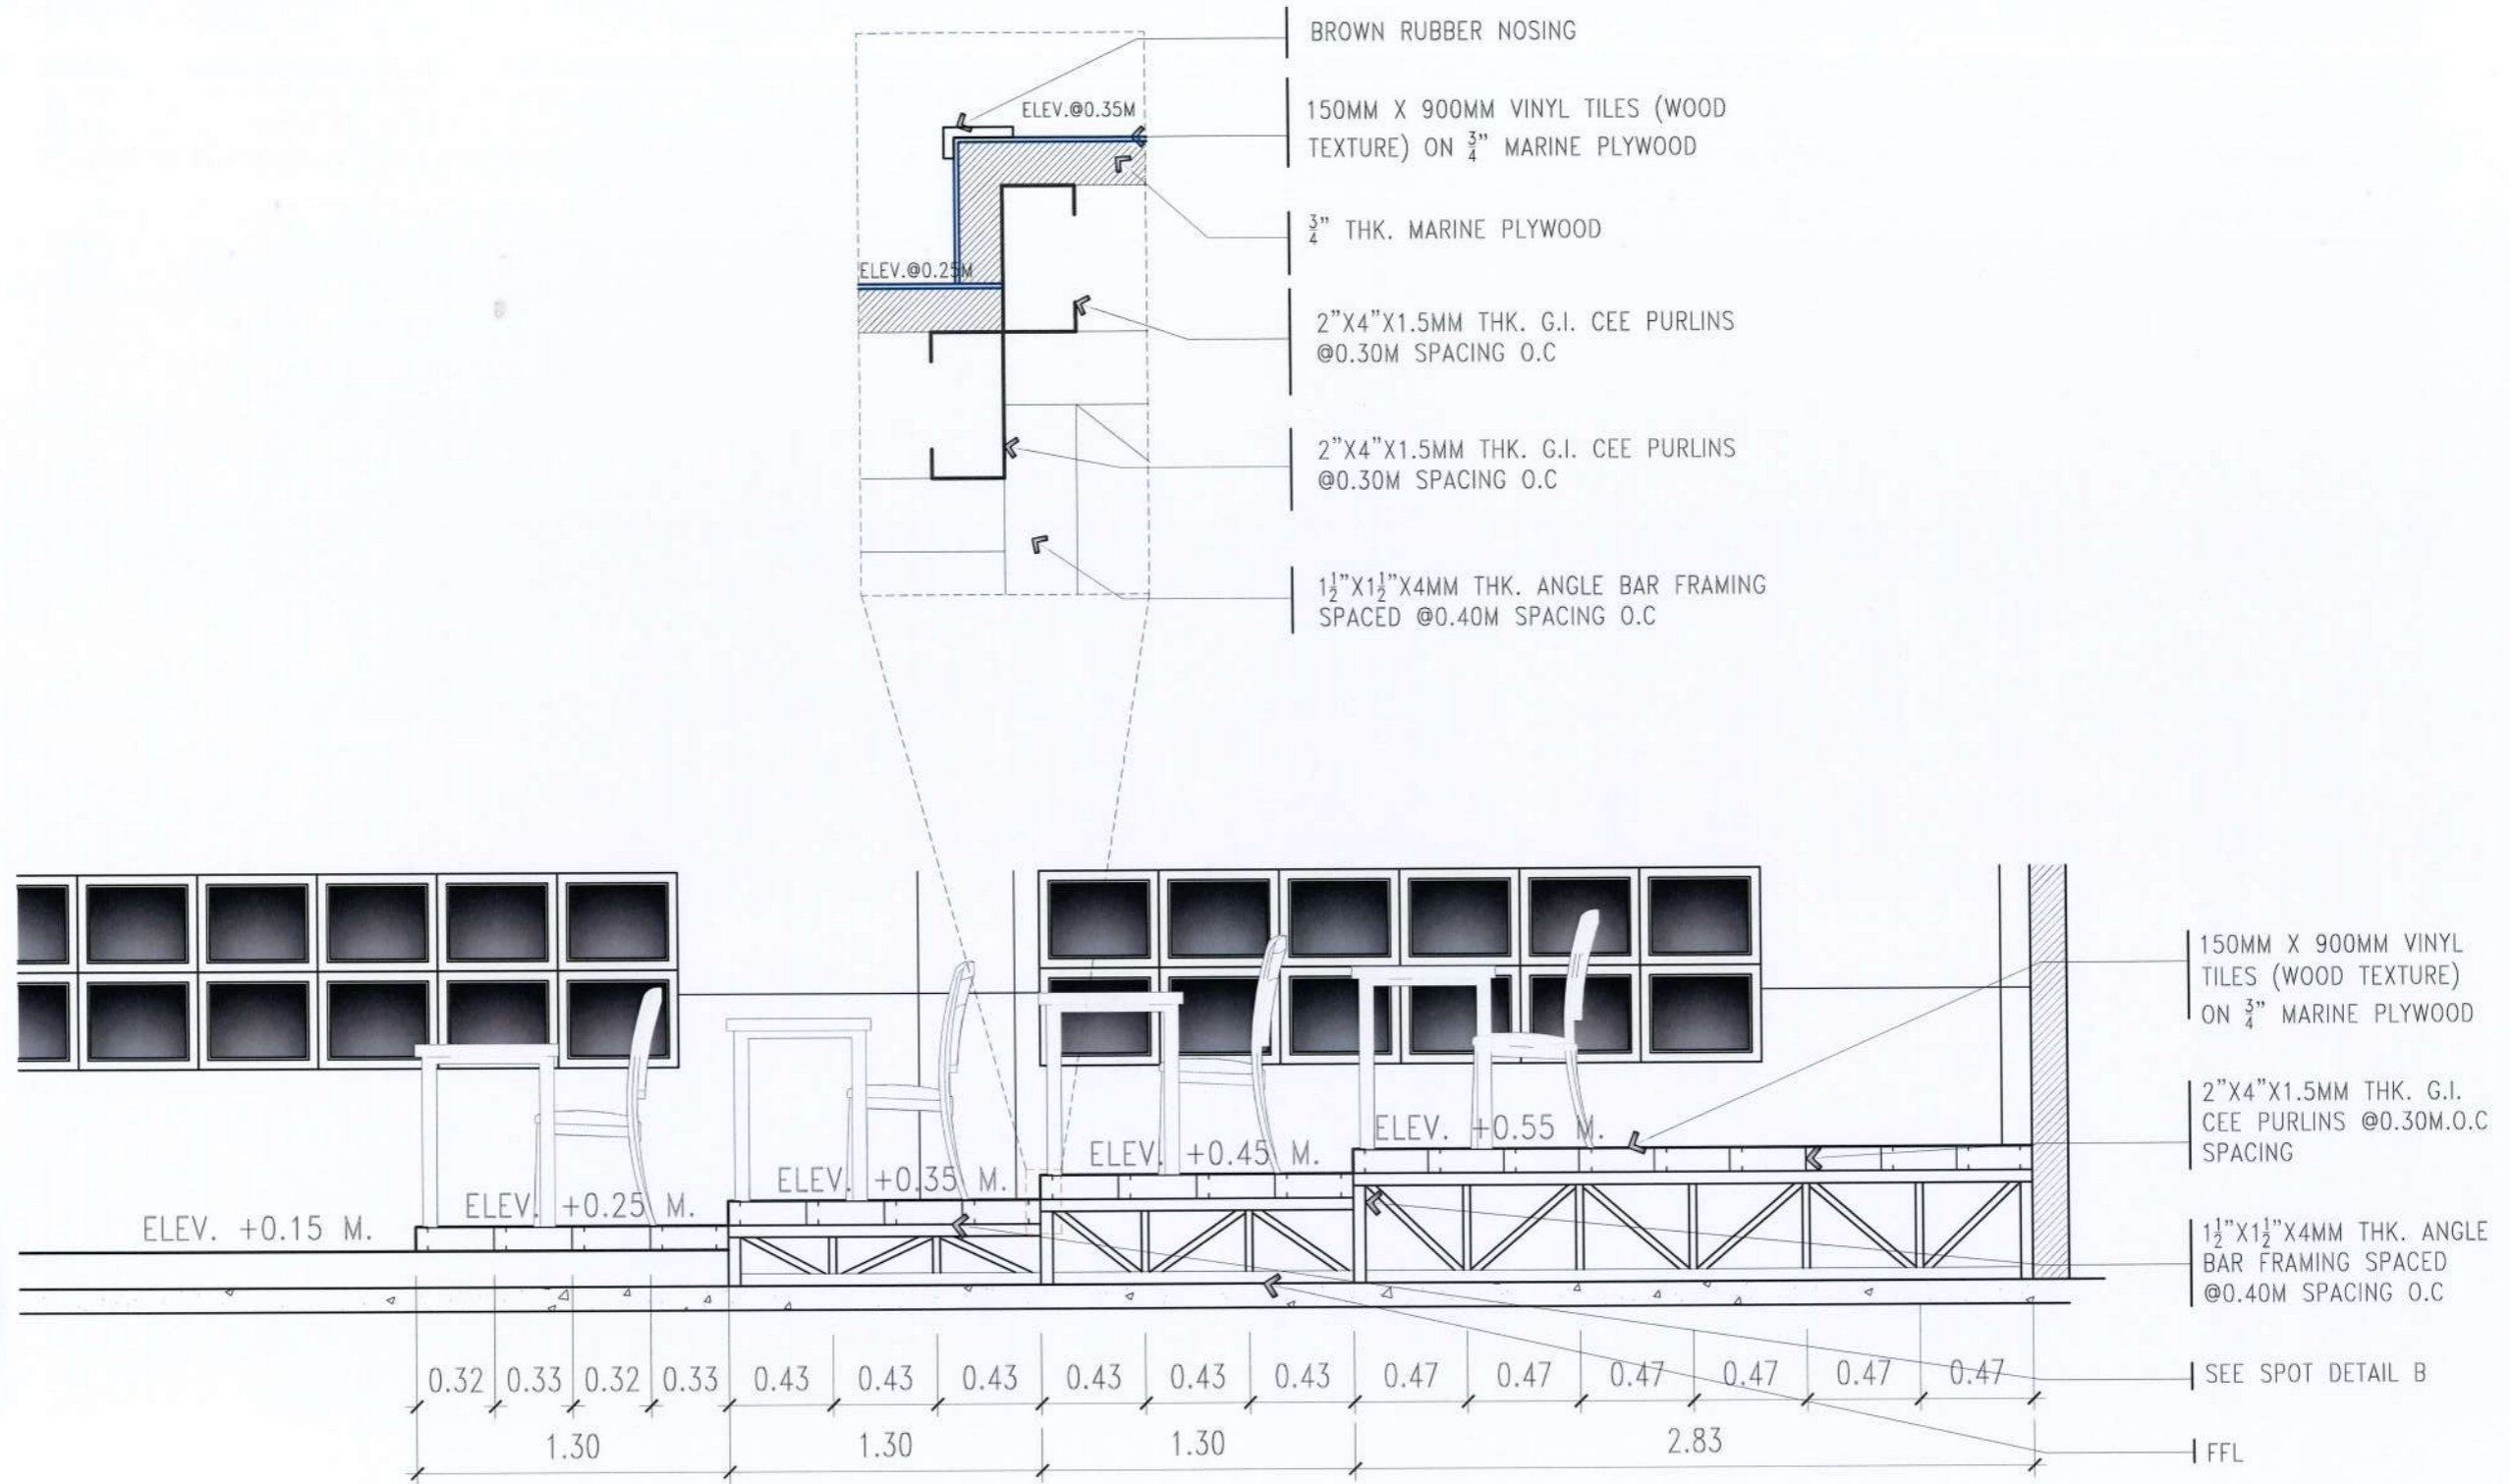 BROWN RUBBER NOSING
ELEV.@0.35M
150MM X 900MM VINYL TILES (WOOD
TEXTURE) ON 3/4" MARINE PLYWOOD
3/4" THK. MARINE PLYWOOD
ELEV.@0.25M
2"X4"X1.5MM THK. G.I. CEE PURLINS
@0.30M SPACING O.C
2"X4"X1.5MM THK. G.I. CEE PURLINS
@0.30M SPACING O.C
1 1/2"X1 1/2"X4MM THK. ANGLE BAR FRAMING
SPACED @0.40M SPACING O.C
150MM X 900MM VINYL
TILES (WOOD TEXTURE)
ON 3/4" MARINE PLYWOOD
2"X4"X1.5MM THK. G.I.
CEE PURLINS @0.30M.O.C
SPACING
1 1/2"X1 1/2"X4MM THK. ANGLE
BAR FRAMING SPACED
@0.40M SPACING O.C
SEE SPOT DETAIL B
FFL
ELEV. +0.15 M.
ELEV. +0.25 M.
ELEV. +0.35 M.
ELEV. +0.45 M.
ELEV. +0.55 M.
0.32 0.33 0.32 0.33 0.43 0.43 0.43 0.43 0.43 0.43 0.47 0.47 0.47 0.47 0.47 0.47
1.30 1.30 1.30 2.83